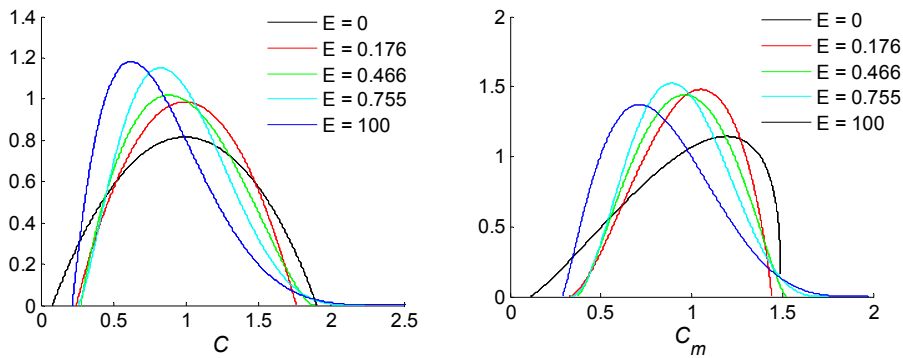 1.4
1.2
1
0.8
0.6
0.4
0.2
0
0 0.5 1 1.5 2 2.5
C
E = 0
E = 0.176
E = 0.466
E = 0.755
E = 100
2
1.5
1
0.5
0
0 0.5 1 1.5 2
C_m
E = 0
E = 0.176
E = 0.466
E = 0.755
E = 100